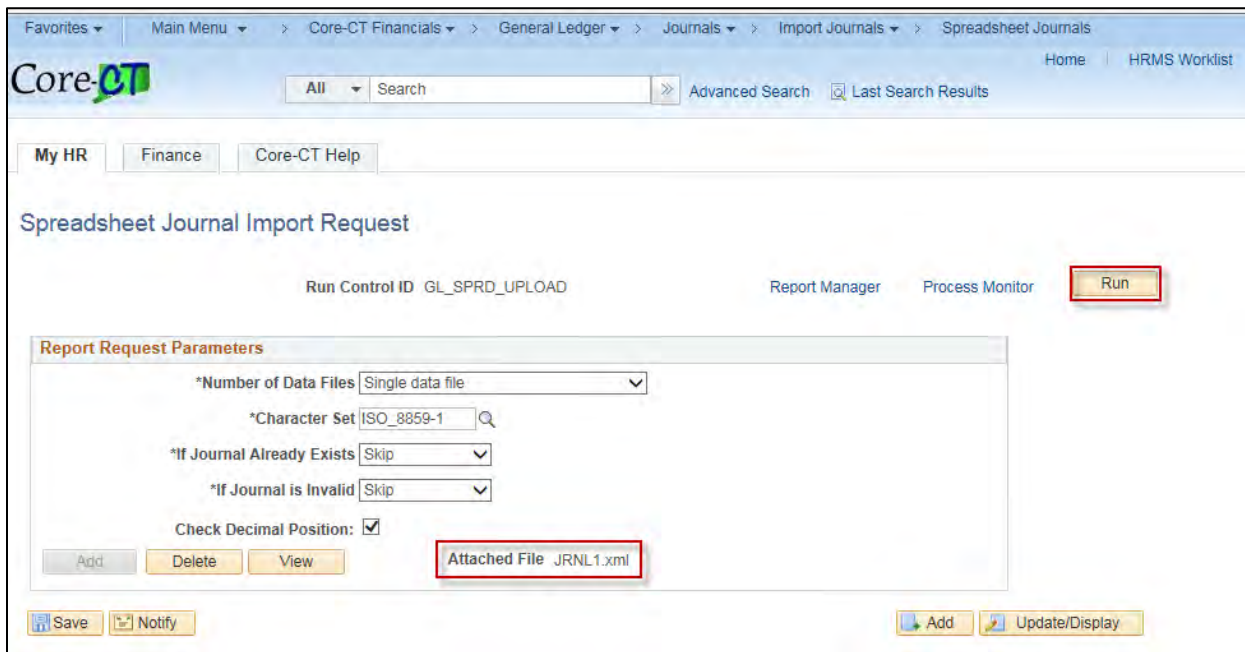 Favorites Main Menu > Core-CT Financials > General Ledger > Journals > Import Journals > Spreadsheet Journals
Home HRMS Worklist
Core-CT All Search >> Advanced Search Last Search Results
My HR Finance Core-CT Help
Spreadsheet Journal Import Request
Run Control ID GL_SPRD_UPLOAD Report Manager Process Monitor Run
Report Request Parameters
*Number of Data Files Single data file
*Character Set ISO_8859-1
*If Journal Already Exists Skip
*If Journal is Invalid Skip
Check Decimal Position:
Add Delete View Attached File JRNL1.xml
Save Notify Add Update/Display